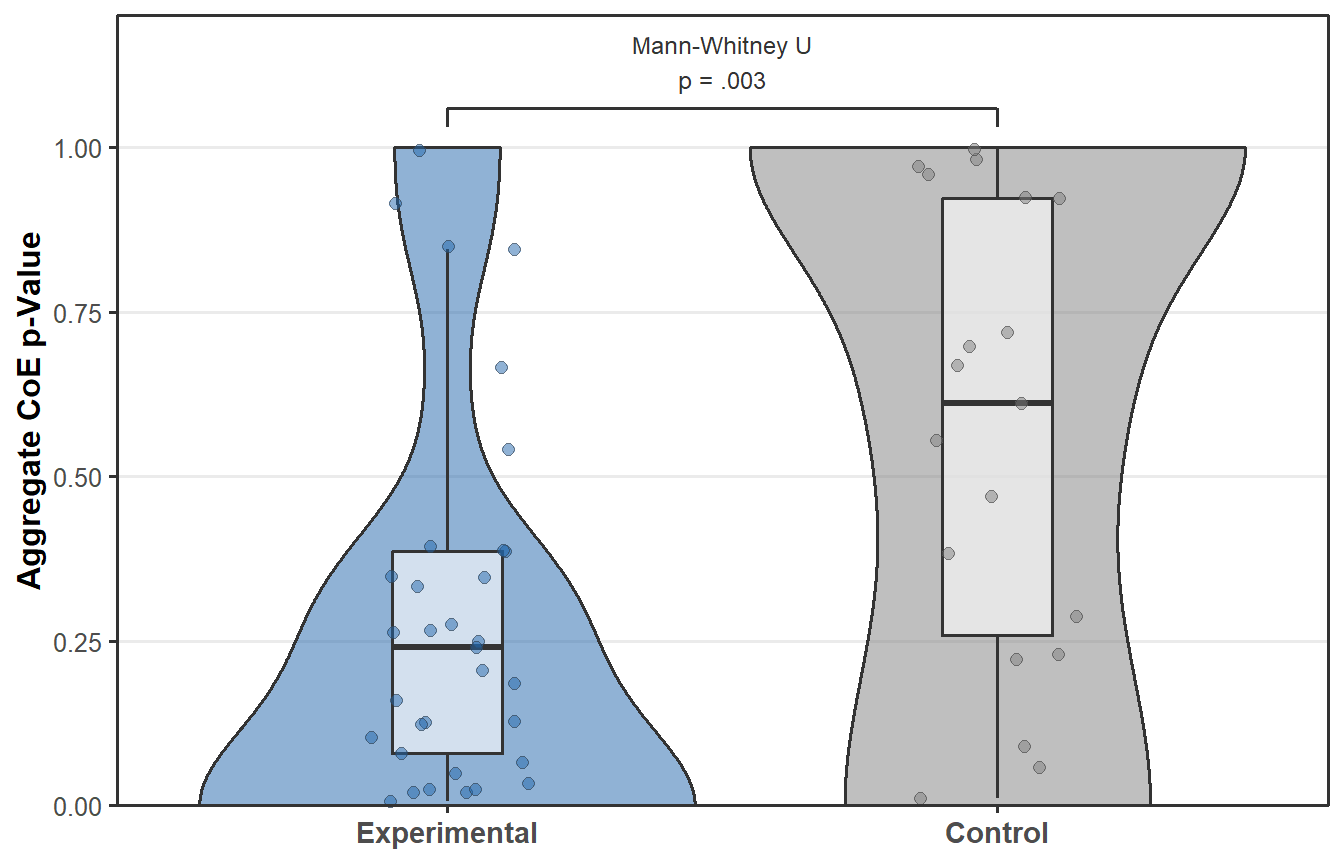 Mann-Whitney U
p = .003
Aggregate CoE p-Value
1.00
0.75
0.50
0.25
0.00
Experimental
Control